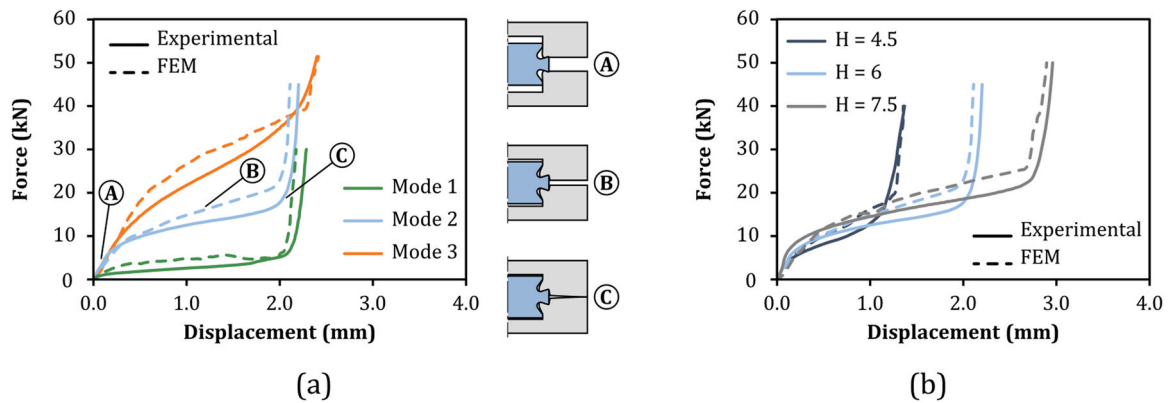 60
50
40
30
20
10
0
Force (kN)
Experimental
FEM
A
B
C
Mode 1
Mode 2
Mode 3
0.0 1.0 2.0 3.0 4.0
Displacement (mm)
(a)
A
B
C
60
50
40
30
20
10
0
Force (kN)
H = 4.5
H = 6
H = 7.5
Experimental
FEM
0.0 1.0 2.0 3.0 4.0
Displacement (mm)
(b)